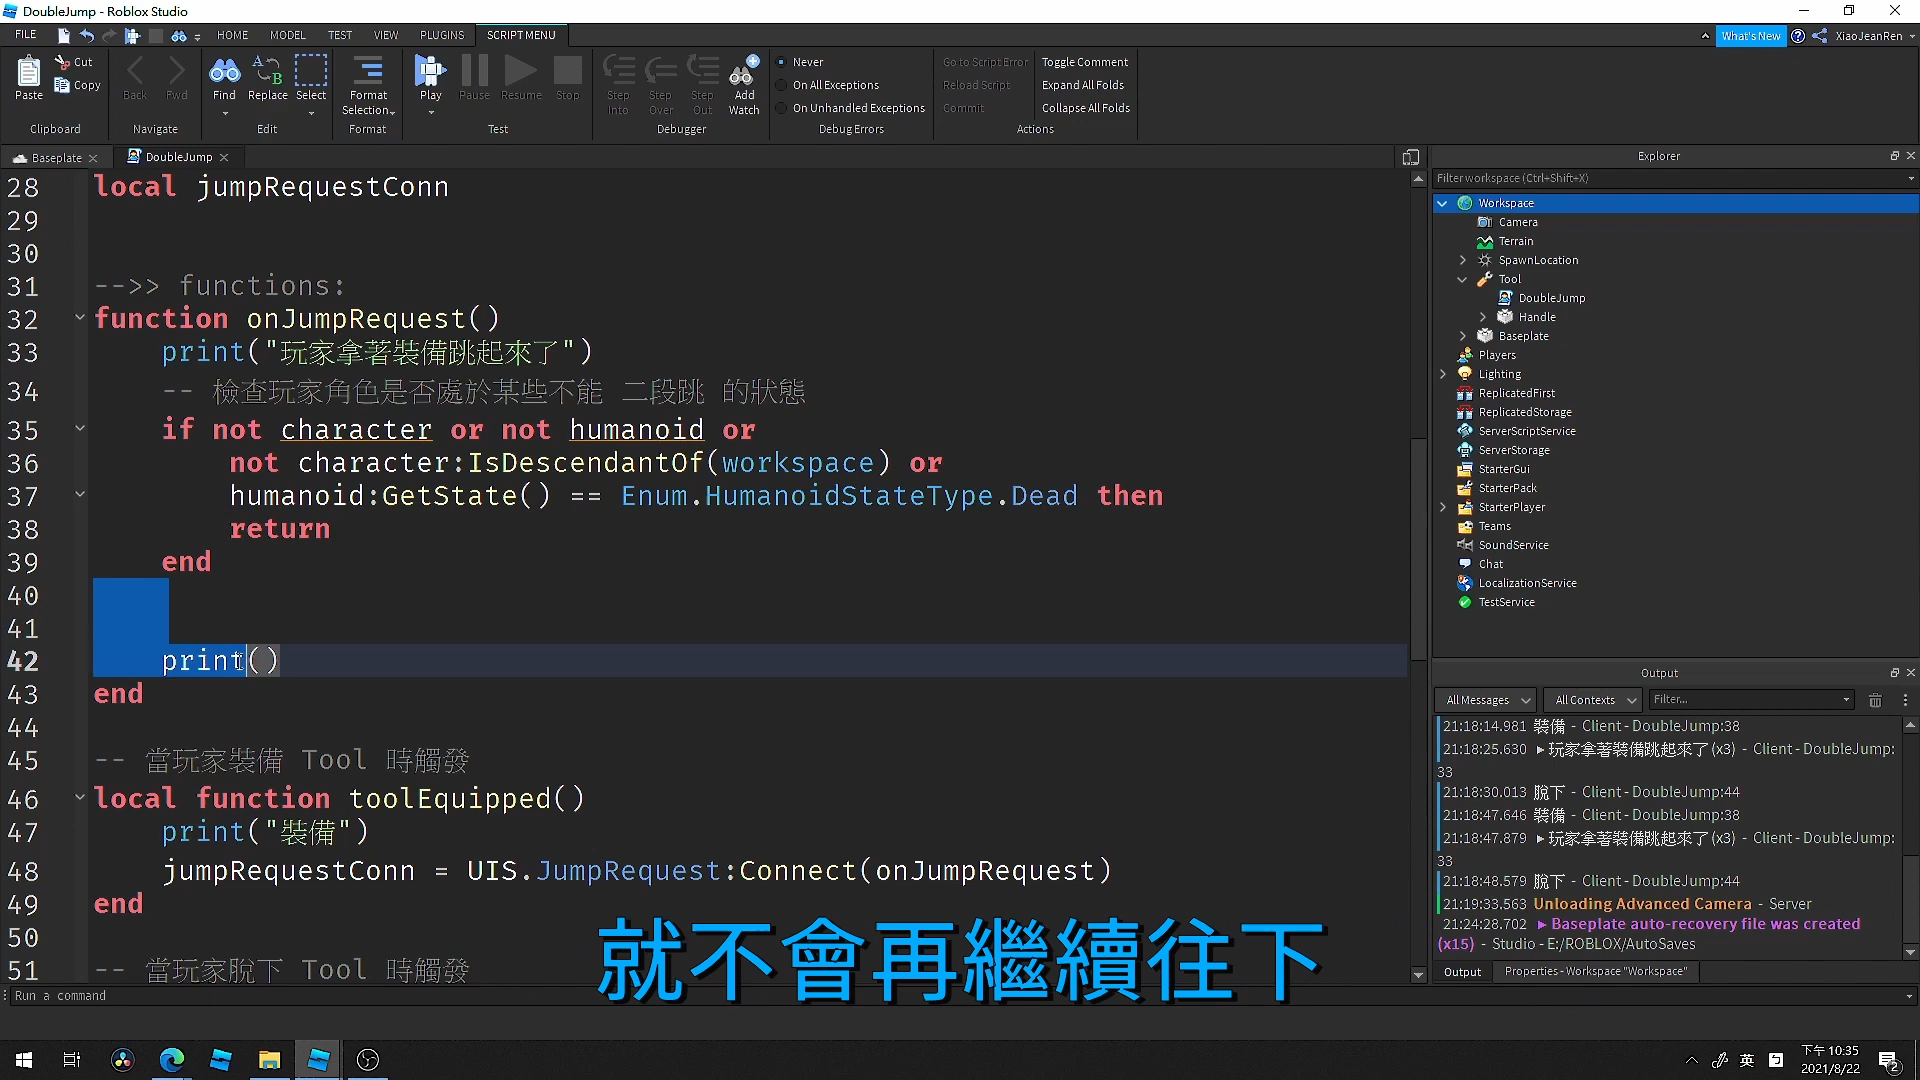 DoubleJump - Roblox Studio
FILE HOME MODEL TEST VIEW PLUGINS SCRIPT MENU What's New XiaoJeanRen
Paste Cut Copy Back Fwd Find Replace Select Format Selection Play Pause Resume Stop Step Into Step Over Step Out Add Watch
Never
On All Exceptions
On Unhandled Exceptions
Go to Script Error
Reload Script
Commit
Toggle Comment
Expand All Folds
Collapse All Folds
Clipboard Navigate Edit Format Test Debugger Debug Errors Actions
Baseplate DoubleJump
28 local jumpRequestConn
29
30
31 -->> functions:
32 function onJumpRequest()
33 print("玩家拿著裝備跳起來了")
34 -- 檢查玩家角色是否處於某些不能 二段跳 的狀態
35 if not character or not humanoid or
36 not character:IsDescendantOf(workspace) or
37 humanoid:GetState() == Enum.HumanoidStateType.Dead then
38 return
39 end
40
41
42 print()
43 end
44
45 -- 當玩家裝備 Tool 時觸發
46 local function toolEquipped()
47 print("裝備")
48 jumpRequestConn = UIS.JumpRequest:Connect(onJumpRequest)
49 end
50
51 -- 當玩家脫下 Tool 時觸發
就不會再繼續往下
Run a command
Explorer
Filter workspace (Ctrl+Shift+X)
Workspace
Camera
Terrain
SpawnLocation
Tool
DoubleJump
Handle
Baseplate
Players
Lighting
ReplicatedFirst
ReplicatedStorage
ServerScriptService
ServerStorage
StarterGui
StarterPack
StarterPlayer
Teams
SoundService
Chat
LocalizationService
TestService
Output
All Messages All Contexts Filter...
21:18:14.981 裝備 - Client - DoubleJump:38
21:18:25.630 ▸玩家拿著裝備跳起來了 (x3) - Client - DoubleJump:
33
21:18:30.013 脫下 - Client - DoubleJump:44
21:18:47.646 裝備 - Client - DoubleJump:38
21:18:47.879 ▸玩家拿著裝備跳起來了 (x3) - Client - DoubleJump:
33
21:18:48.579 脫下 - Client - DoubleJump:44
21:19:33.563 Unloading Advanced Camera - Server
21:24:28.702 ▸ Baseplate auto-recovery file was created
(x15) - Studio - E:/ROBLOX/AutoSaves
Output Properties - Workspace "Workspace"
英 下午 10:35
2021/8/22
2